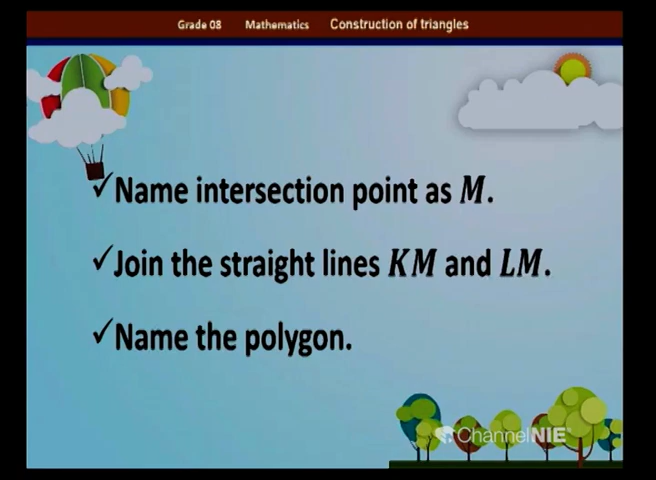 Grade 08 Mathematics Construction of triangles
✓Name intersection point as M.
✓Join the straight lines KM and LM.
✓Name the polygon.
ChannelNIE